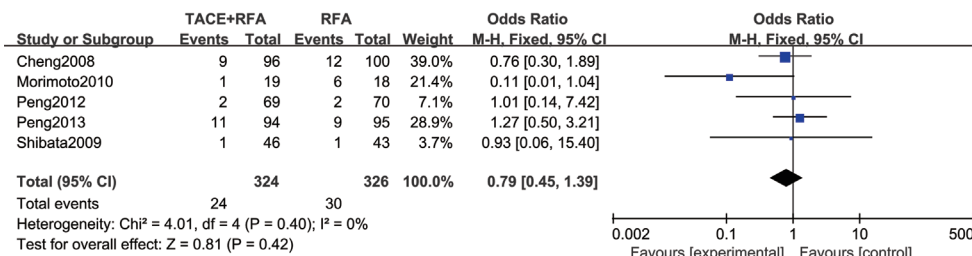 TACE+RFA RFA Odds Ratio Odds Ratio
Study or Subgroup Events Total Events Total Weight M-H, Fixed, 95% CI M-H, Fixed, 95% CI
Cheng2008 9 96 12 100 39.0% 0.76 [0.30, 1.89]
Morimoto2010 1 19 6 18 21.4% 0.11 [0.01, 1.04]
Peng2012 2 69 2 70 7.1% 1.01 [0.14, 7.42]
Peng2013 11 94 9 95 28.9% 1.27 [0.50, 3.21]
Shibata2009 1 46 1 43 3.7% 0.93 [0.06, 15.40]
Total (95% CI) 324 326 100.0% 0.79 [0.45, 1.39]
Total events 24 30
Heterogeneity: Chi² = 4.01, df = 4 (P = 0.40); I² = 0%
Test for overall effect: Z = 0.81 (P = 0.42)
0.002 0.1 1 10 500
Favours [experimental] Favours [control]